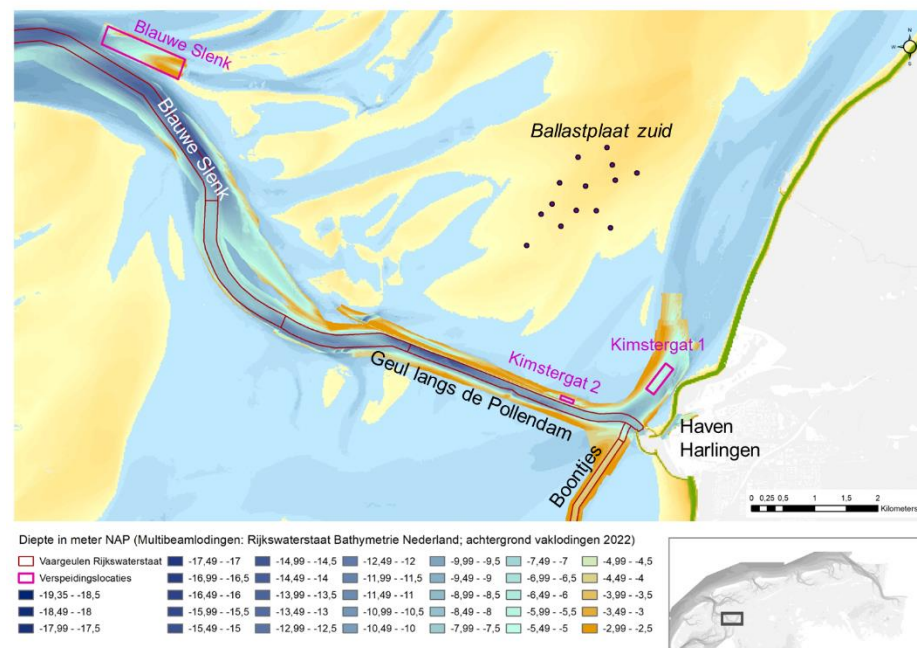 Blauwe Slenk
N
W
S
Blauwe Slenk
Ballastplaat zuid
Kimstergat 1
Kimstergat 2
Geul langs de Pollendam
Haven
Harlingen
Boontjes
0 0,25 0,5 1 1,5 2
Kilometers
Diepte in meter NAP (Multibeamlodingen: Rijkswaterstaat Bathymetrie Nederland; achtergrond vaklodingen 2022)
Vaargeulen Rijkswaterstaat -17,49 - -17 -14,99 - -14,5 -12,49 - -12 -9,99 - -9,5 -7,49 - -7 -4,99 - -4,5
Verspeidingslocaties -16,99 - -16,5 -14,49 - -14 -11,99 - -11,5 -9,49 - -9 -6,99 - -6,5 -4,49 - -4
-19,35 - -18,5 -16,49 - -16 -13,99 - -13,5 -11,49 - -11 -8,99 - -8,5 -6,49 - -6 -3,99 - -3,5
-18,49 - -18 -15,99 - -15,5 -13,49 - -13 -10,99 - -10,5 -8,49 - -8 -5,99 - -5,5 -3,49 - -3
-17,99 - -17,5 -15,49 - -15 -12,99 - -12,5 -10,49 - -10 -7,99 - -7,5 -5,49 - -5 -2,99 - -2,5